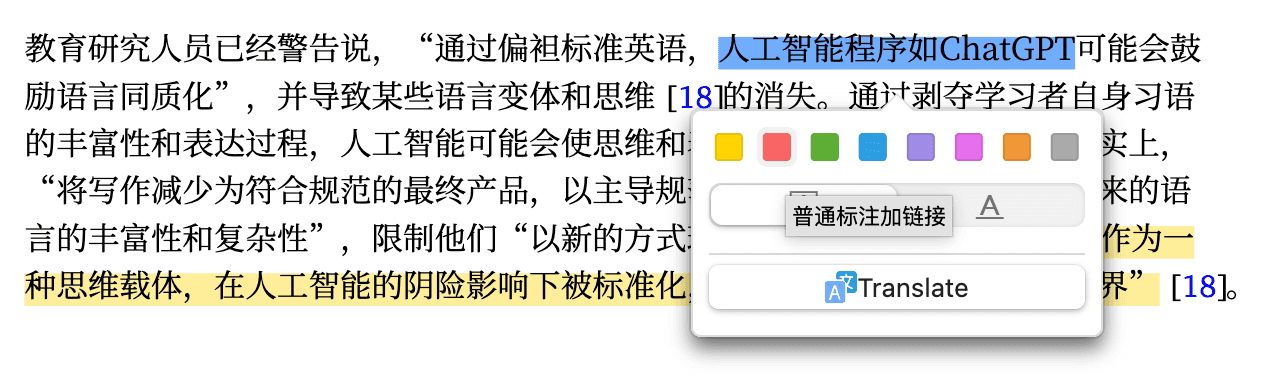 教育研究人员已经警告说，“通过偏袒标准英语，人工智能程序如ChatGPT可能会鼓
励语言同质化”，并导致某些语言变体和思维 [18]的消失。通过剥夺学习者自身习语
的丰富性和表达过程，人工智能可能会使思维和 实上，
“将写作减少为符合规范的最终产品，以主导规 来的语
普通标注加链接 A
言的丰富性和复杂性”，限制他们“以新的方式 作为一
种思维载体，在人工智能的阴险影响下被标准化， 界” [18]。
Translate